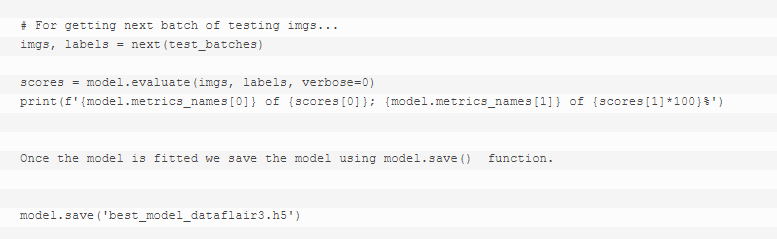 # For getting next batch of testing imgs...
imgs, labels = next(test_batches)
scores = model.evaluate(imgs, labels, verbose=0)
print(f'{model.metrics_names[0]} of {scores[0]}; {model.metrics_names[1]} of {scores[1]*100}%')
Once the model is fitted we save the model using model.save()  function.
model.save('best_model_dataflair3.h5')